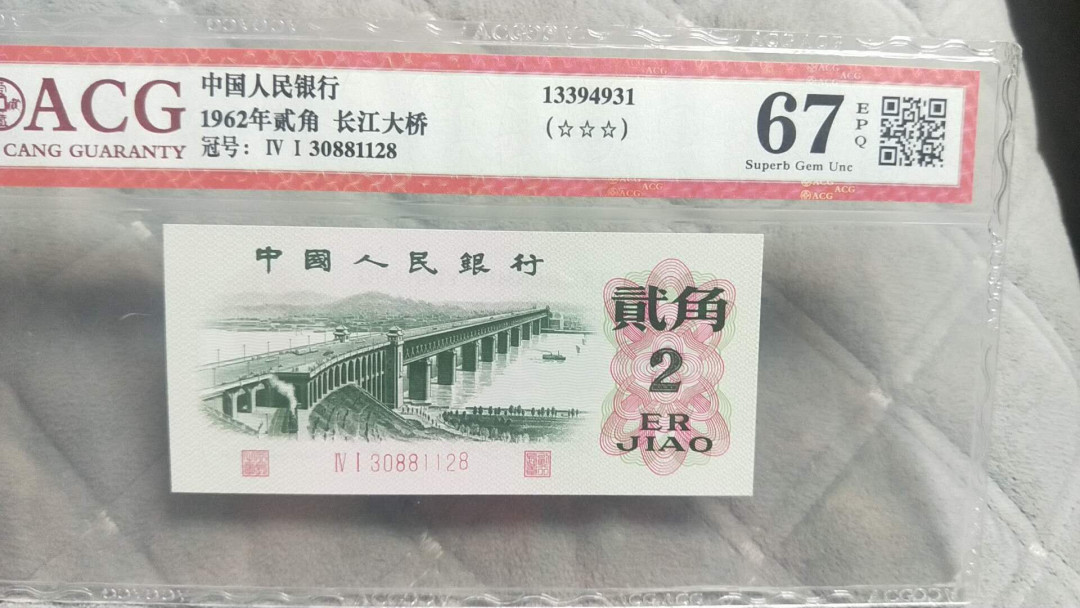 ACG
CANG GUARANTY
中国人民银行
1962年贰角 长江大桥
冠号: Ⅳ Ⅰ 30881128
13394931
(☆☆☆)
67
EPQ
Superb Gem Unc
中國人民銀行
貳角
2
ER
JIAO
Ⅳ Ⅰ 30881128